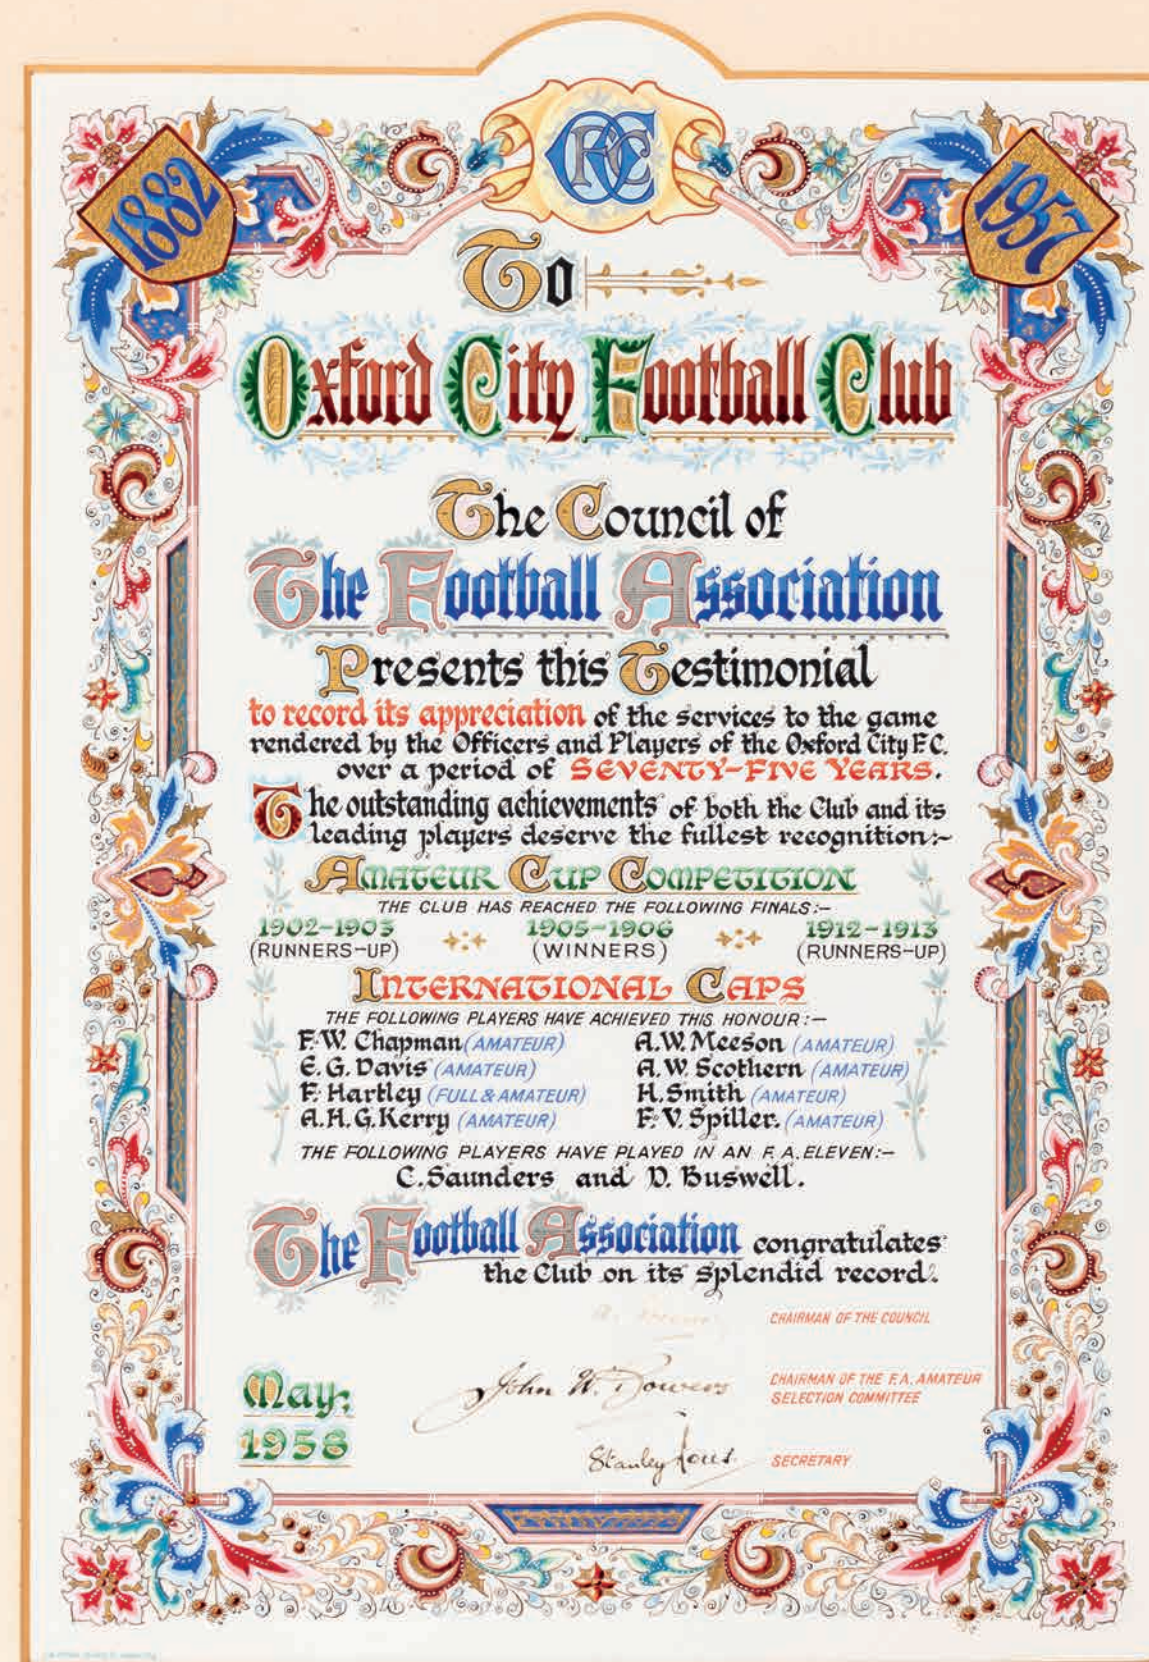 1882
1957
To
Oxford City Football Club
The Council of
The Football Association
Presents this Testimonial
to record its appreciation of the services to the game
rendered by the Officers and Players of the Oxford City F.C.
over a period of SEVENTY-FIVE YEARS.
The outstanding achievements of both the Club and its
leading players deserve the fullest recognition:-
AMATEUR CUP COMPETITION
THE CLUB HAS REACHED THE FOLLOWING FINALS:-
1902-1903 1905-1906 1912-1913
(RUNNERS-UP) (WINNERS) (RUNNERS-UP)
INTERNATIONAL CAPS
THE FOLLOWING PLAYERS HAVE ACHIEVED THIS HONOUR:-
F.W. Chapman (AMATEUR) A.W. Meeson (AMATEUR)
E.G. Davis (AMATEUR) A.W. Scothern (AMATEUR)
F. Hartley (FULL & AMATEUR) H. Smith (AMATEUR)
A.H.G. Kerry (AMATEUR) F.V. Spiller. (AMATEUR)
THE FOLLOWING PLAYERS HAVE PLAYED IN AN F.A. ELEVEN:-
C. Saunders and D. Buswell.
The Football Association congratulates
the Club on its splendid record.
CHAIRMAN OF THE COUNCIL
John W. Bowers CHAIRMAN OF THE F.A. AMATEUR
SELECTION COMMITTEE
May,
1958
Stanley Rous. SECRETARY